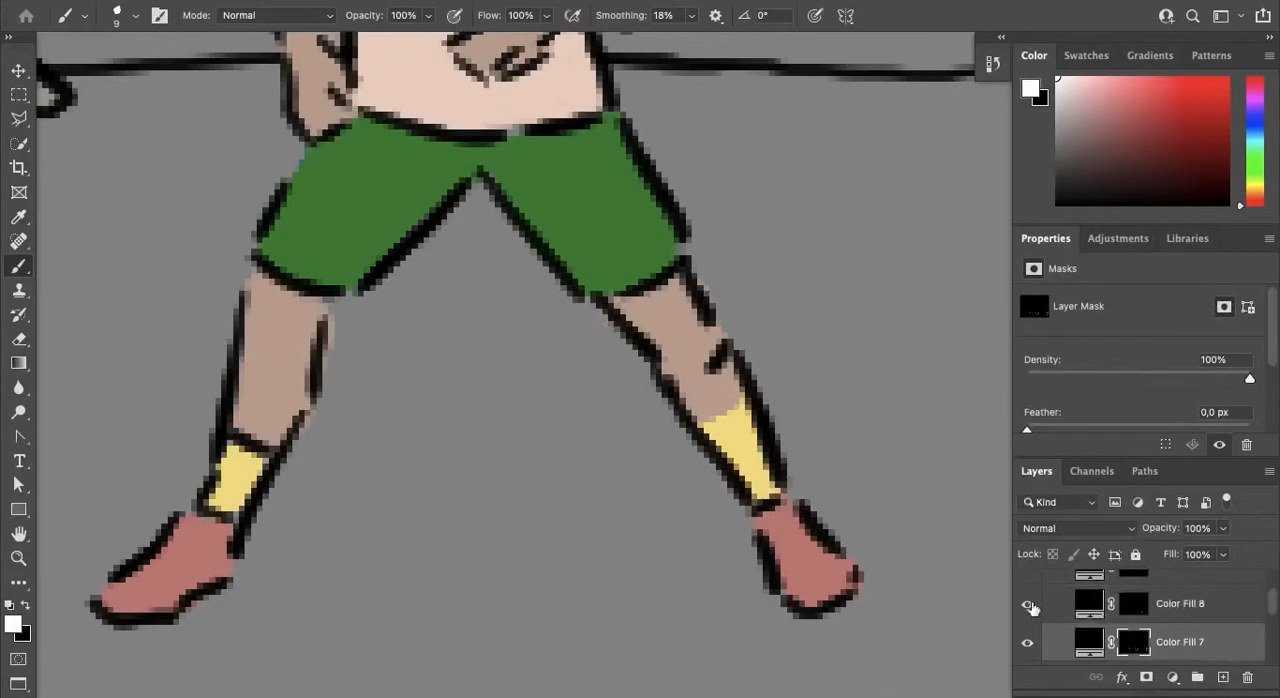 9 Mode: Normal Opacity: 100% Flow: 100% Smoothing: 18% 0°
Color Swatches Gradients Patterns
Properties Adjustments Libraries
Masks
Layer Mask
Density: 100%
Feather: 0,0 px
Layers Channels Paths
Kind
Normal Opacity: 100%
Lock: Fill: 100%
Color Fill 8
Color Fill 7
fx